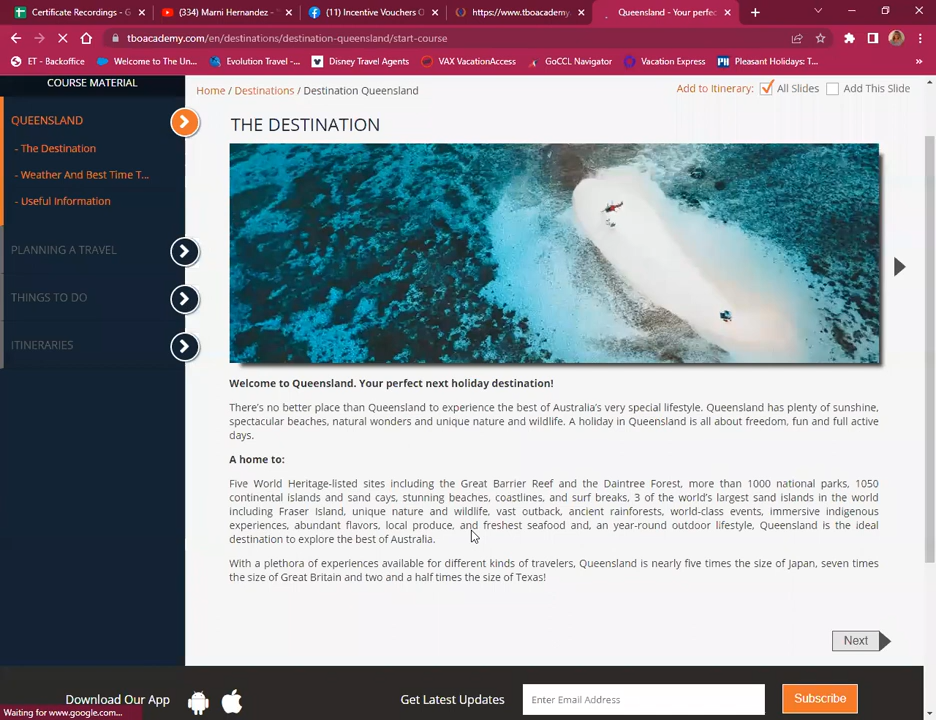 Certificate Recordings - G
(334) Marni Hernandez -
(11) Incentive Vouchers O
https://www.tboacademy.
Queensland - Your perfec
tboacademy.com/en/destinations/destination-queensland/start-course
ET - Backoffice
Welcome to The Un...
Evolution Travel -...
Disney Travel Agents
VAX VacationAccess
GoCCL Navigator
Vacation Express
Pleasant Holidays: T...
»
COURSE MATERIAL
Home / Destinations / Destination Queensland
Add to Itinerary: All Slides Add This Slide
QUEENSLAND
- The Destination
- Weather And Best Time T...
- Useful Information
PLANNING A TRAVEL
THINGS TO DO
ITINERARIES
THE DESTINATION
Welcome to Queensland. Your perfect next holiday destination!
There's no better place than Queensland to experience the best of Australia's very special lifestyle. Queensland has plenty of sunshine,
spectacular beaches, natural wonders and unique nature and wildlife. A holiday in Queensland is all about freedom, fun and full active
days.
A home to:
Five World Heritage-listed sites including the Great Barrier Reef and the Daintree Forest, more than 1000 national parks, 1050
continental islands and sand cays, stunning beaches, coastlines, and surf breaks, 3 of the world's largest sand islands in the world
including Fraser Island, unique nature and wildlife, vast outback, ancient rainforests, world-class events, immersive indigenous
experiences, abundant flavors, local produce, and freshest seafood and, an year-round outdoor lifestyle, Queensland is the ideal
destination to explore the best of Australia.
With a plethora of experiences available for different kinds of travelers, Queensland is nearly five times the size of Japan, seven times
the size of Great Britain and two and a half times the size of Texas!
Next
Download Our App
Get Latest Updates
Enter Email Address
Subscribe
Waiting for www.google.com...